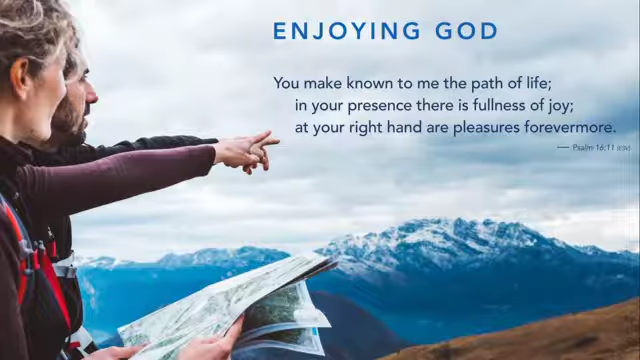 ENJOYING GOD
You make known to me the path of life;
in your presence there is fullness of joy;
at your right hand are pleasures forevermore.
— Psalm 16:11 (ESV)